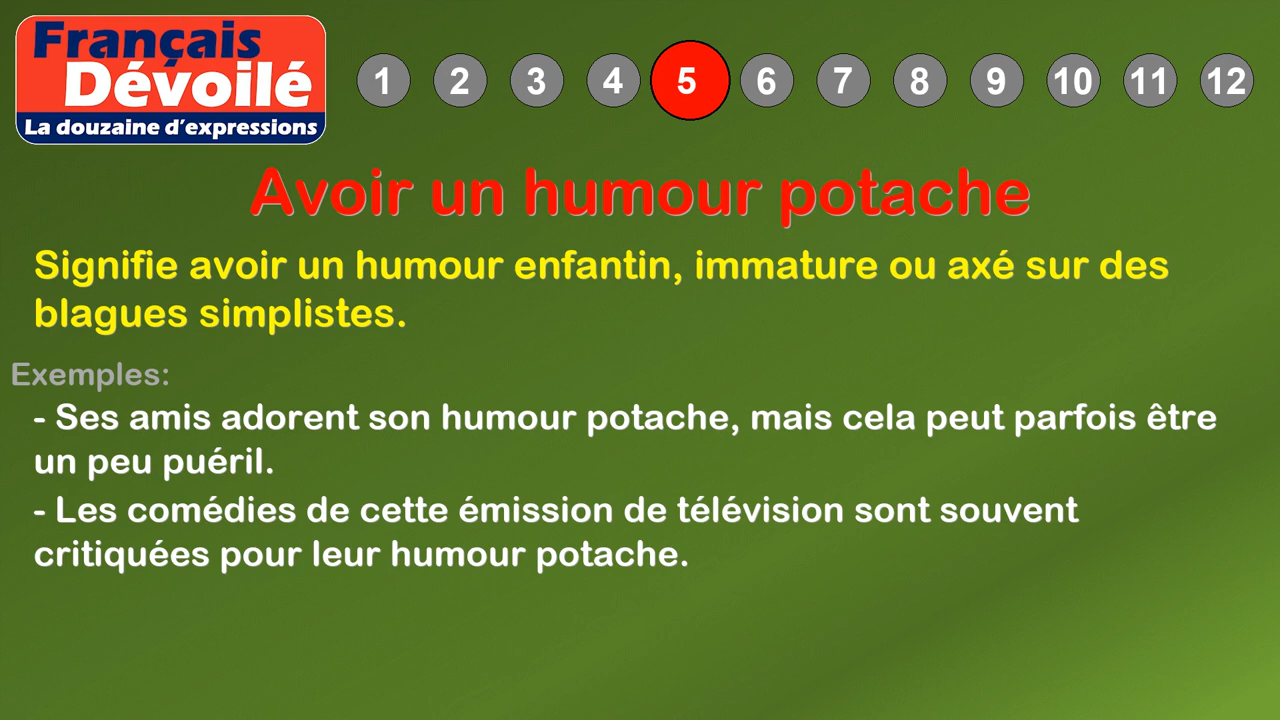 Français
Dévoilé
La douzaine d'expressions
1 2 3 4 5 6 7 8 9 10 11 12
Avoir un humour potache
Signifie avoir un humour enfantin, immature ou axé sur des
blagues simplistes.
Exemples:
- Ses amis adorent son humour potache, mais cela peut parfois être
un peu puéril.
- Les comédies de cette émission de télévision sont souvent
critiquées pour leur humour potache.